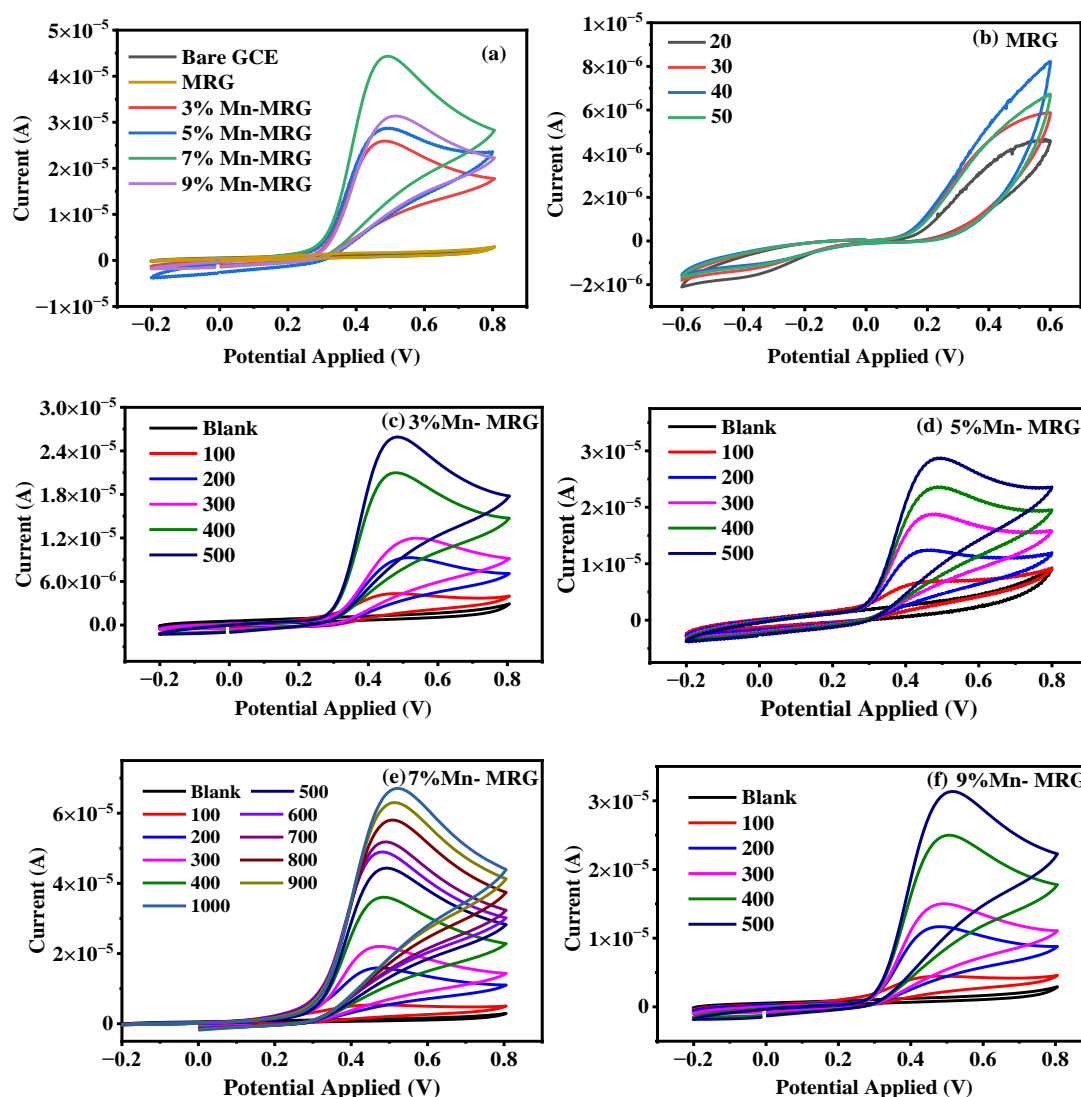 (a)
Bare GCE
MRG
3% Mn-MRG
5% Mn-MRG
7% Mn-MRG
9% Mn-MRG
5×10⁻⁵
4×10⁻⁵
3×10⁻⁵
2×10⁻⁵
1×10⁻⁵
0
−1×10⁻⁵
Current (A)
−0.2 0.0 0.2 0.4 0.6 0.8
Potential Applied (V)
(b) MRG
20
30
40
50
1×10⁻⁵
8×10⁻⁶
6×10⁻⁶
4×10⁻⁶
2×10⁻⁶
0
−2×10⁻⁶
Current (A)
−0.6 −0.4 −0.2 0.0 0.2 0.4 0.6
Potential Applied (V)
(c) 3%Mn- MRG
Blank
100
200
300
400
500
3.0×10⁻⁵
2.4×10⁻⁵
1.8×10⁻⁵
1.2×10⁻⁵
6.0×10⁻⁶
0.0
Current (A)
−0.2 0.0 0.2 0.4 0.6 0.8
Potential Applied (V)
(d) 5%Mn- MRG
Blank
100
200
300
400
500
3×10⁻⁵
2×10⁻⁵
1×10⁻⁵
0
Current (A)
−0.2 0.0 0.2 0.4 0.6 0.8
Potential Applied (V)
(e) 7%Mn- MRG
Blank 500
100 600
200 700
300 800
400 900
1000
6×10⁻⁵
4×10⁻⁵
2×10⁻⁵
0
Current (A)
−0.2 0.0 0.2 0.4 0.6 0.8
Potential Applied (V)
(f) 9%Mn- MRG
Blank
100
200
300
400
500
3×10⁻⁵
2×10⁻⁵
1×10⁻⁵
0
Current (A)
−0.2 0.0 0.2 0.4 0.6 0.8
Potential Applied (V)